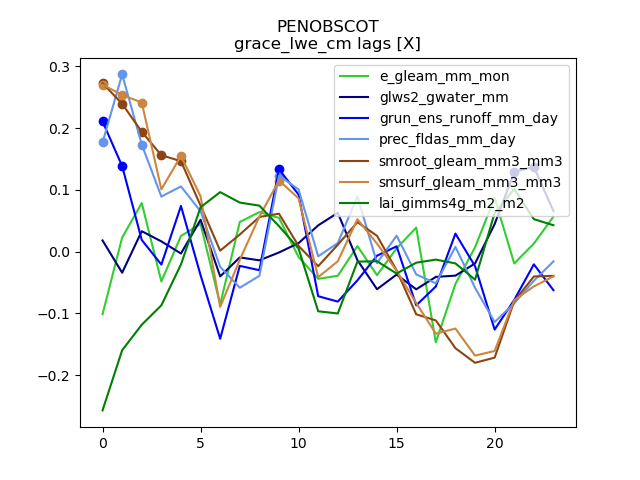 PENOBSCOT
grace_lwe_cm lags [X]
0.3
0.2
0.1
0.0
−0.1
−0.2
0
5
10
15
20
e_gleam_mm_mon
glws2_gwater_mm
grun_ens_runoff_mm_day
prec_fldas_mm_day
smroot_gleam_mm3_mm3
smsurf_gleam_mm3_mm3
lai_gimms4g_m2_m2